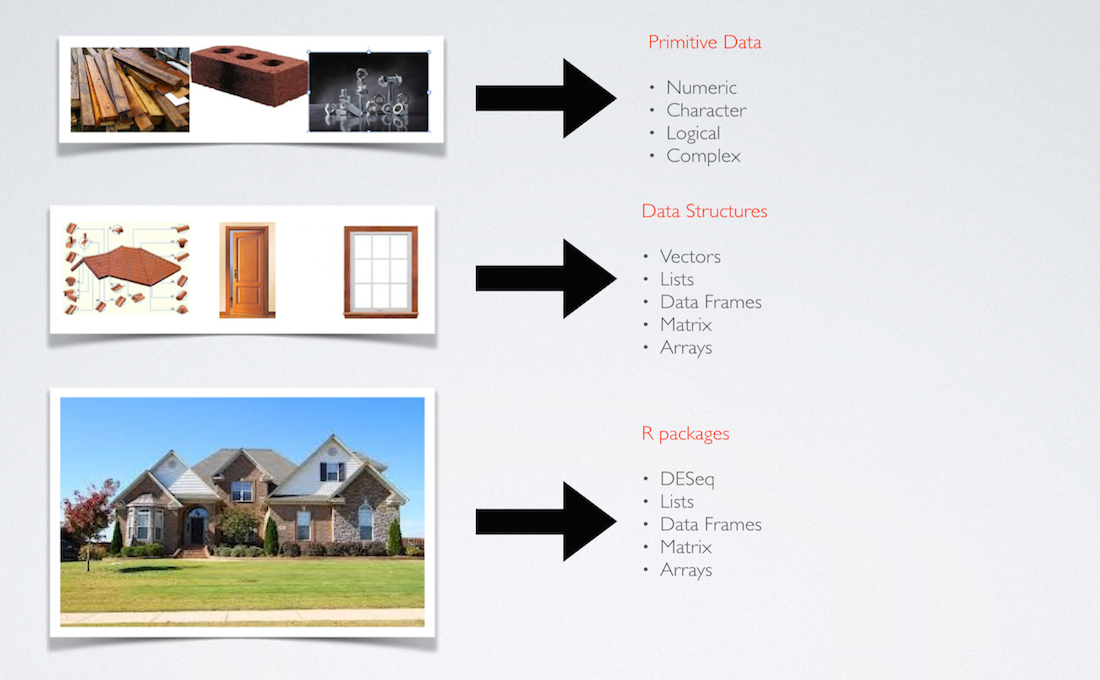 Primitive Data
• Numeric
• Character
• Logical
• Complex
Data Structures
• Vectors
• Lists
• Data Frames
• Matrix
• Arrays
R packages
• DESeq
• Lists
• Data Frames
• Matrix
• Arrays